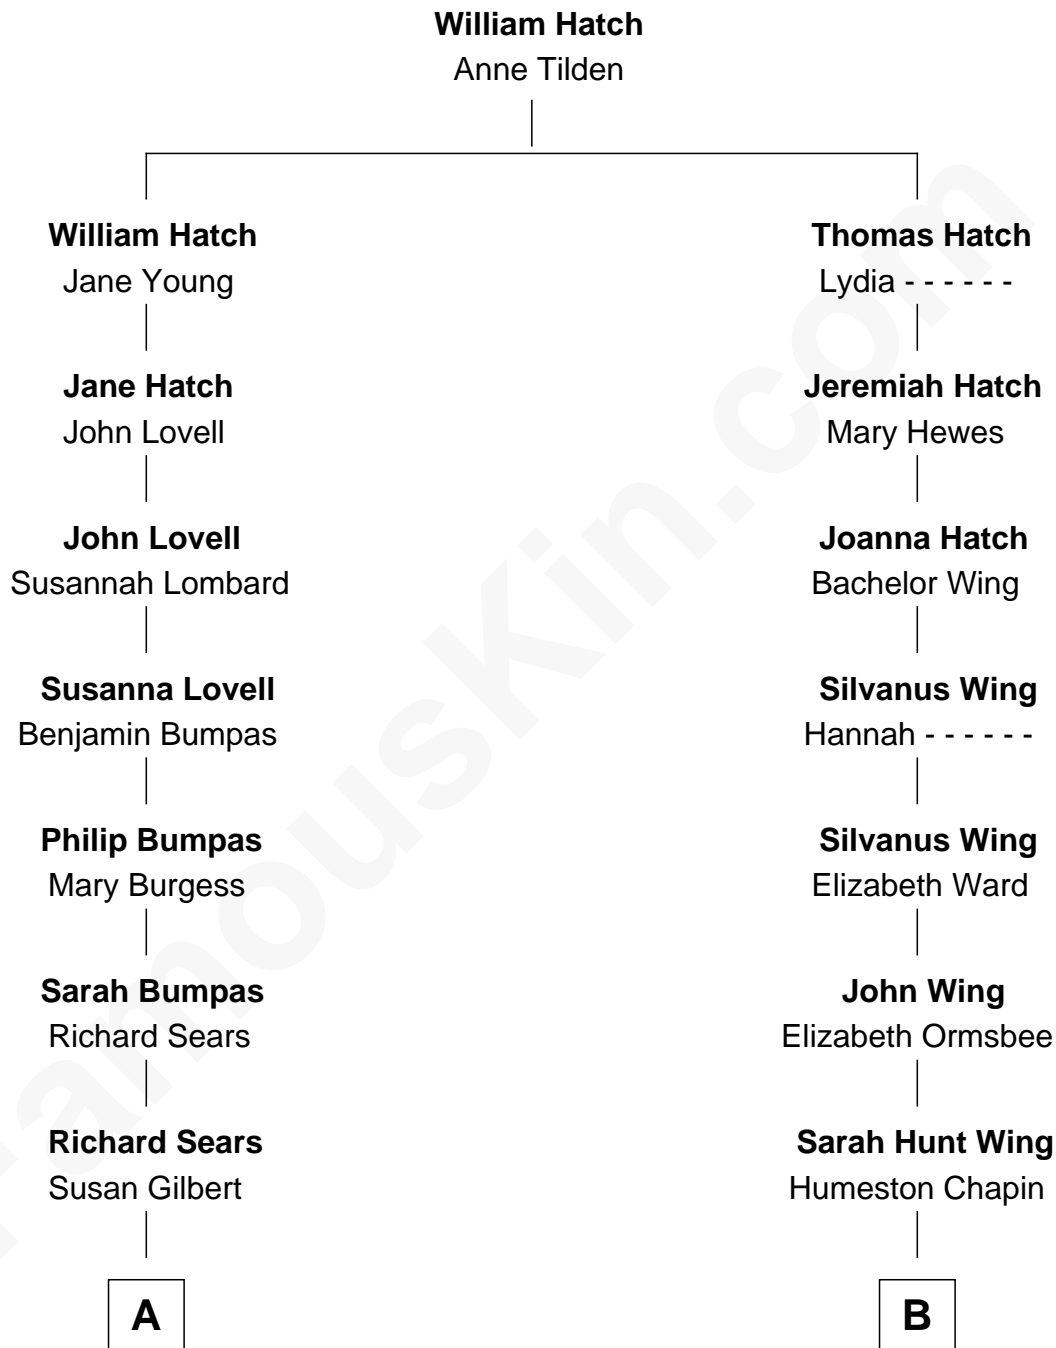 William Hatch
Anne Tilden
William Hatch
Jane Young
Jane Hatch
John Lovell
John Lovell
Susannah Lombard
Susanna Lovell
Benjamin Bumpas
Philip Bumpas
Mary Burgess
Sarah Bumpas
Richard Sears
Richard Sears
Susan Gilbert
A
Thomas Hatch
Lydia - - - - - -
Jeremiah Hatch
Mary Hewes
Joanna Hatch
Bachelor Wing
Silvanus Wing
Hannah - - - - - -
Silvanus Wing
Elizabeth Ward
John Wing
Elizabeth Ormsbee
Sarah Hunt Wing
Humeston Chapin
B
FamousKin.com